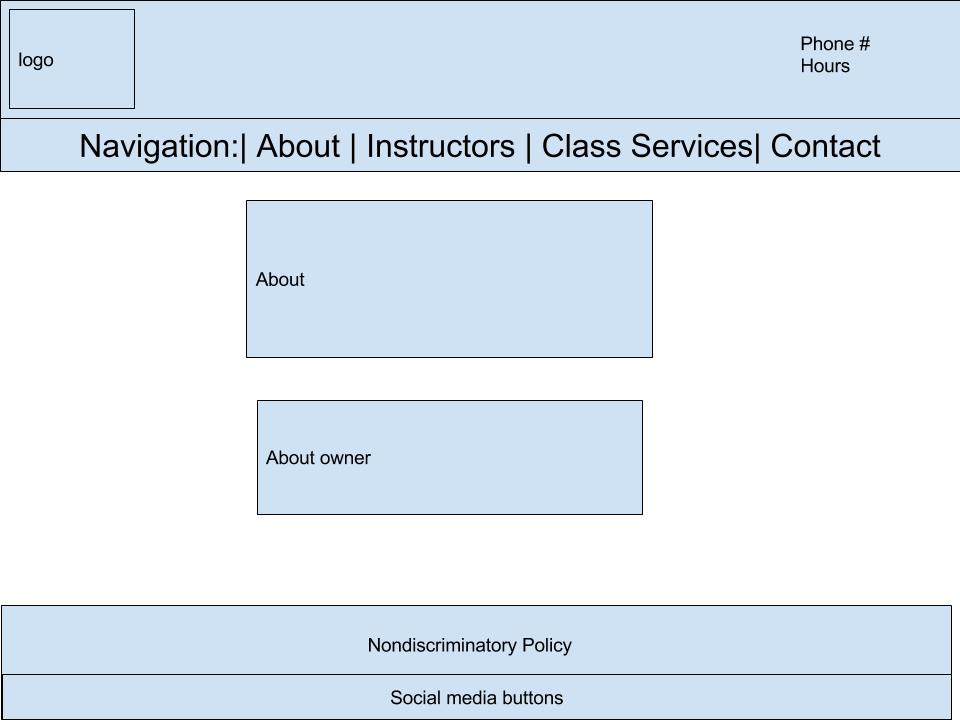 logo
Phone #
Hours
Navigation:| About | Instructors | Class Services| Contact
About
About owner
Nondiscriminatory Policy
Social media buttons